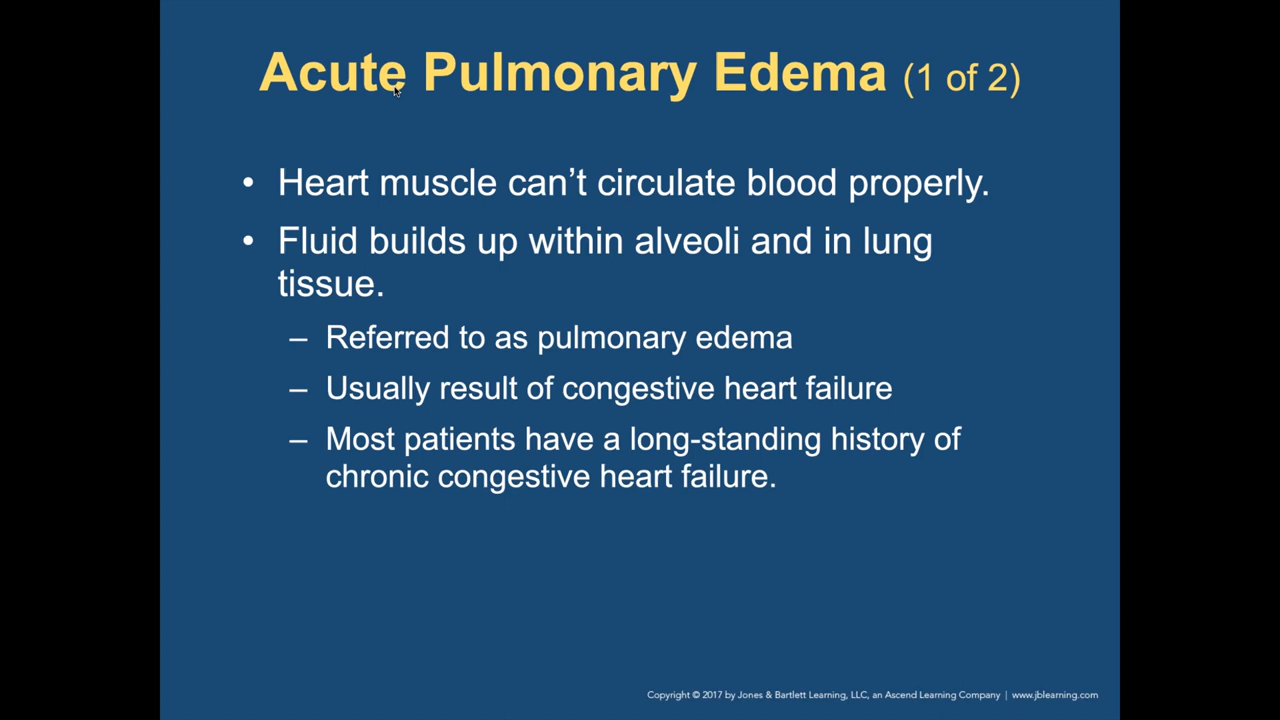 Acute Pulmonary Edema (1 of 2)
• Heart muscle can’t circulate blood properly.
• Fluid builds up within alveoli and in lung
tissue.
– Referred to as pulmonary edema
– Usually result of congestive heart failure
– Most patients have a long-standing history of
chronic congestive heart failure.
Copyright © 2017 by Jones & Bartlett Learning, LLC, an Ascend Learning Company | www.jblearning.com